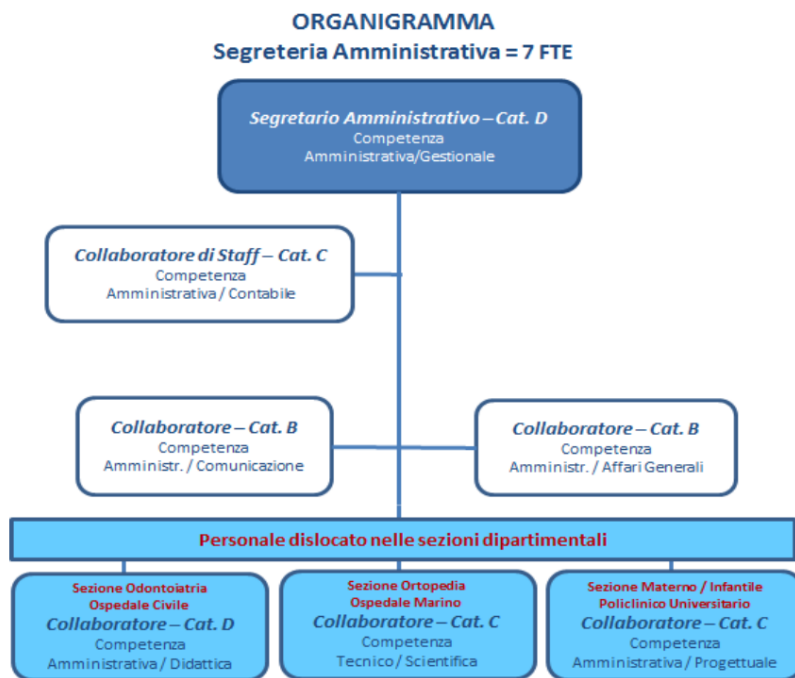 ORGANIGRAMMA
Segreteria Amministrativa = 7 FTE
Segretario Amministrativo – Cat. D
Competenza
Amministrativa/Gestionale
Collaboratore di Staff – Cat. C
Competenza
Amministrativa / Contabile
Collaboratore – Cat. B
Competenza
Amministr. / Comunicazione
Collaboratore – Cat. B
Competenza
Amministr. / Affari Generali
Personale dislocato nelle sezioni dipartimentali
Sezione Odontoiatria
Ospedale Civile
Collaboratore – Cat. D
Competenza
Amministrativa / Didattica
Sezione Ortopedia
Ospedale Marino
Collaboratore – Cat. C
Competenza
Tecnico / Scientifica
Sezione Materno / Infantile
Policlinico Universitario
Collaboratore – Cat. C
Competenza
Amministrativa / Progettuale